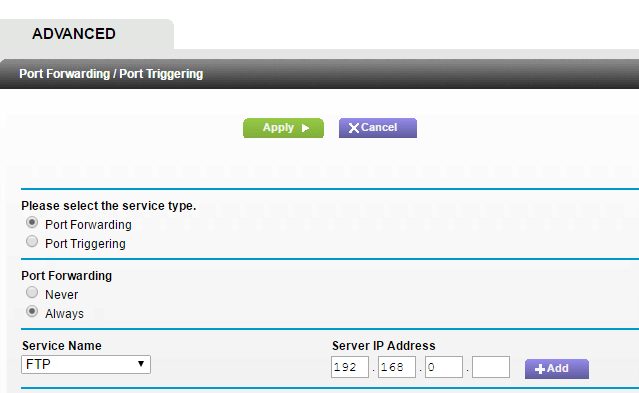 ADVANCED
Port Forwarding / Port Triggering
Apply Cancel
Please select the service type.
Port Forwarding
Port Triggering
Port Forwarding
Never
Always
Service Name Server IP Address
FTP 192 . 168 . 0 . Add